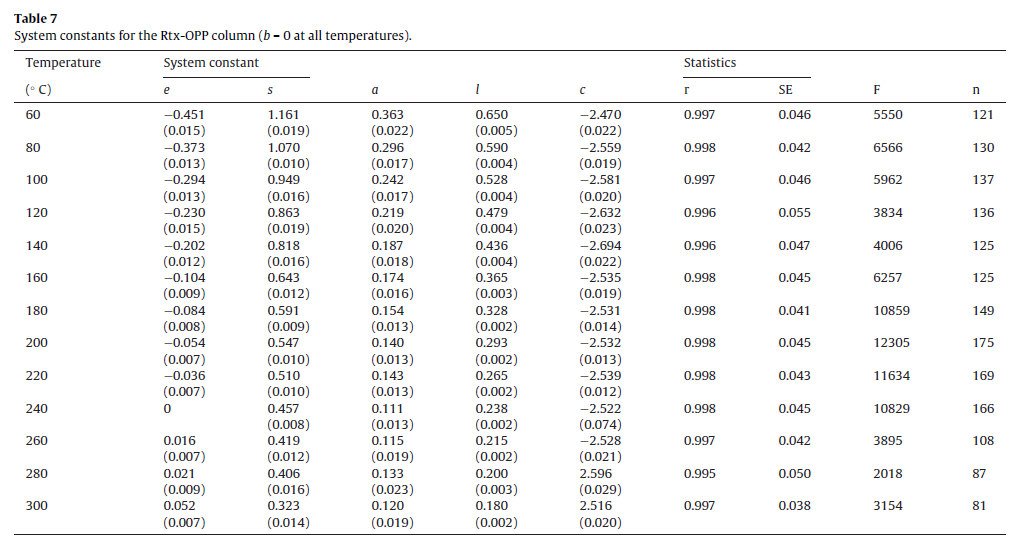 Table 7
System constants for the Rtx-OPP column (b = 0 at all temperatures).
Temperature System constant Statistics
(° C) e s a l c r SE F n
60 −0.451 1.161 0.363 0.650 −2.470 0.997 0.046 5550 121
(0.015) (0.019) (0.022) (0.005) (0.022)
80 −0.373 1.070 0.296 0.590 −2.559 0.998 0.042 6566 130
(0.013) (0.010) (0.017) (0.004) (0.019)
100 −0.294 0.949 0.242 0.528 −2.581 0.997 0.046 5962 137
(0.013) (0.016) (0.017) (0.004) (0.020)
120 −0.230 0.863 0.219 0.479 −2.632 0.996 0.055 3834 136
(0.015) (0.019) (0.020) (0.004) (0.023)
140 −0.202 0.818 0.187 0.436 −2.694 0.996 0.047 4006 125
(0.012) (0.016) (0.018) (0.004) (0.022)
160 −0.104 0.643 0.174 0.365 −2.535 0.998 0.045 6257 125
(0.009) (0.012) (0.016) (0.003) (0.019)
180 −0.084 0.591 0.154 0.328 −2.531 0.998 0.041 10859 149
(0.008) (0.009) (0.013) (0.002) (0.014)
200 −0.054 0.547 0.140 0.293 −2.532 0.998 0.045 12305 175
(0.007) (0.010) (0.013) (0.002) (0.013)
220 −0.036 0.510 0.143 0.265 −2.539 0.998 0.043 11634 169
(0.007) (0.010) (0.013) (0.002) (0.012)
240 0 0.457 0.111 0.238 −2.522 0.998 0.045 10829 166
(0.008) (0.013) (0.002) (0.074)
260 0.016 0.419 0.115 0.215 −2.528 0.997 0.042 3895 108
(0.007) (0.012) (0.019) (0.002) (0.021)
280 0.021 0.406 0.133 0.200 2.596 0.995 0.050 2018 87
(0.009) (0.016) (0.023) (0.003) (0.029)
300 0.052 0.323 0.120 0.180 2.516 0.997 0.038 3154 81
(0.007) (0.014) (0.019) (0.002) (0.020)